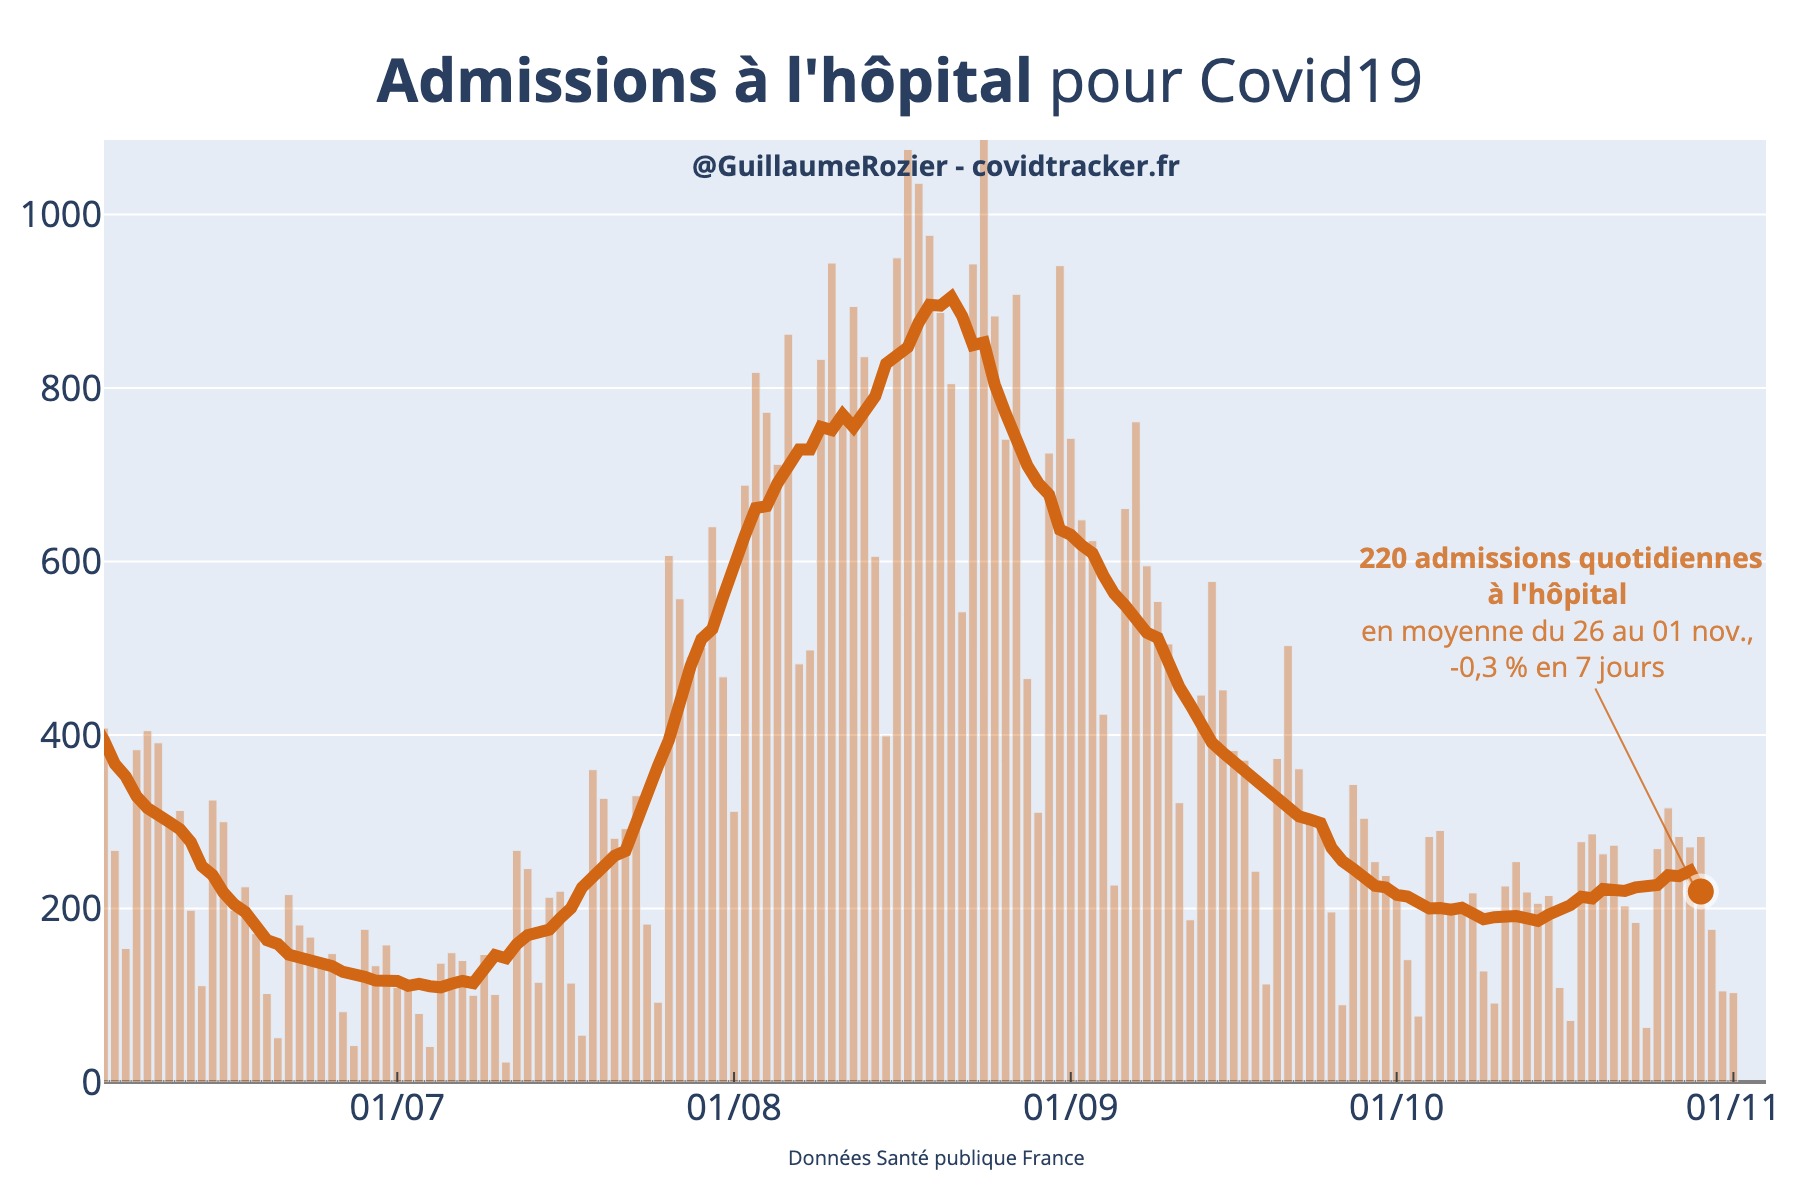 Admissions à l'hôpital pour Covid19
@GuillaumeRozier - covidtracker.fr
1000
800
600
400
200
0
220 admissions quotidiennes
à l'hôpital
en moyenne du 26 au 01 nov.,
-0,3 % en 7 jours
01/07 01/08 01/09 01/10 01/11
Données Santé publique France